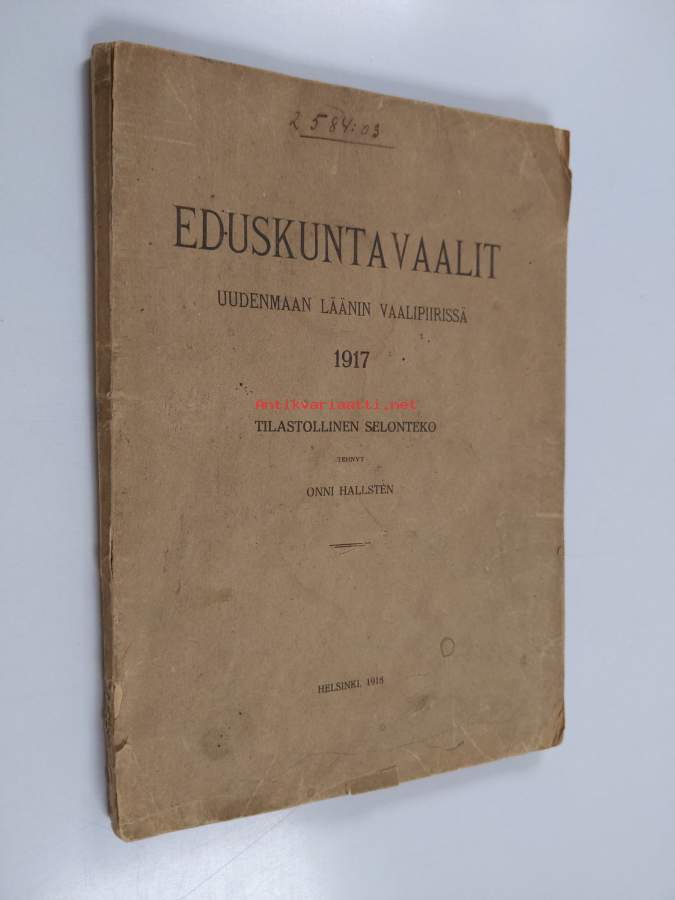 2584:03
EDUSKUNTAVAALIT
UUDENMAAN LÄÄNIN VAALIPIIRISSÄ
1917
Antikvariaatti.net
TILASTOLLINEN SELONTEKO
TEHNYT
ONNI HALLSTÉN
HELSINKI, 1918